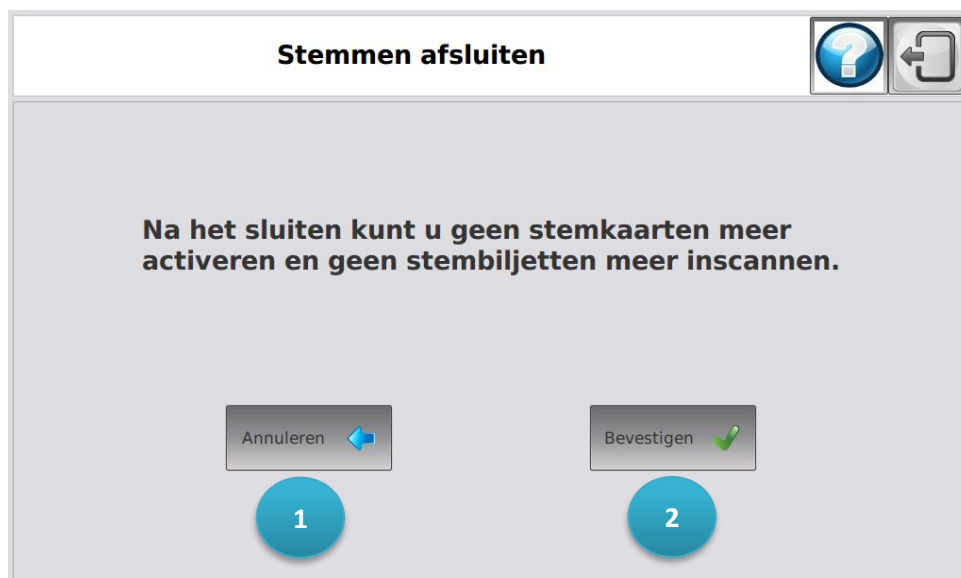 Stemmen afsluiten
Na het sluiten kunt u geen stemkaarten meer
activeren en geen stembiljetten meer inscannen.
Annuleren
Bevestigen
1
2